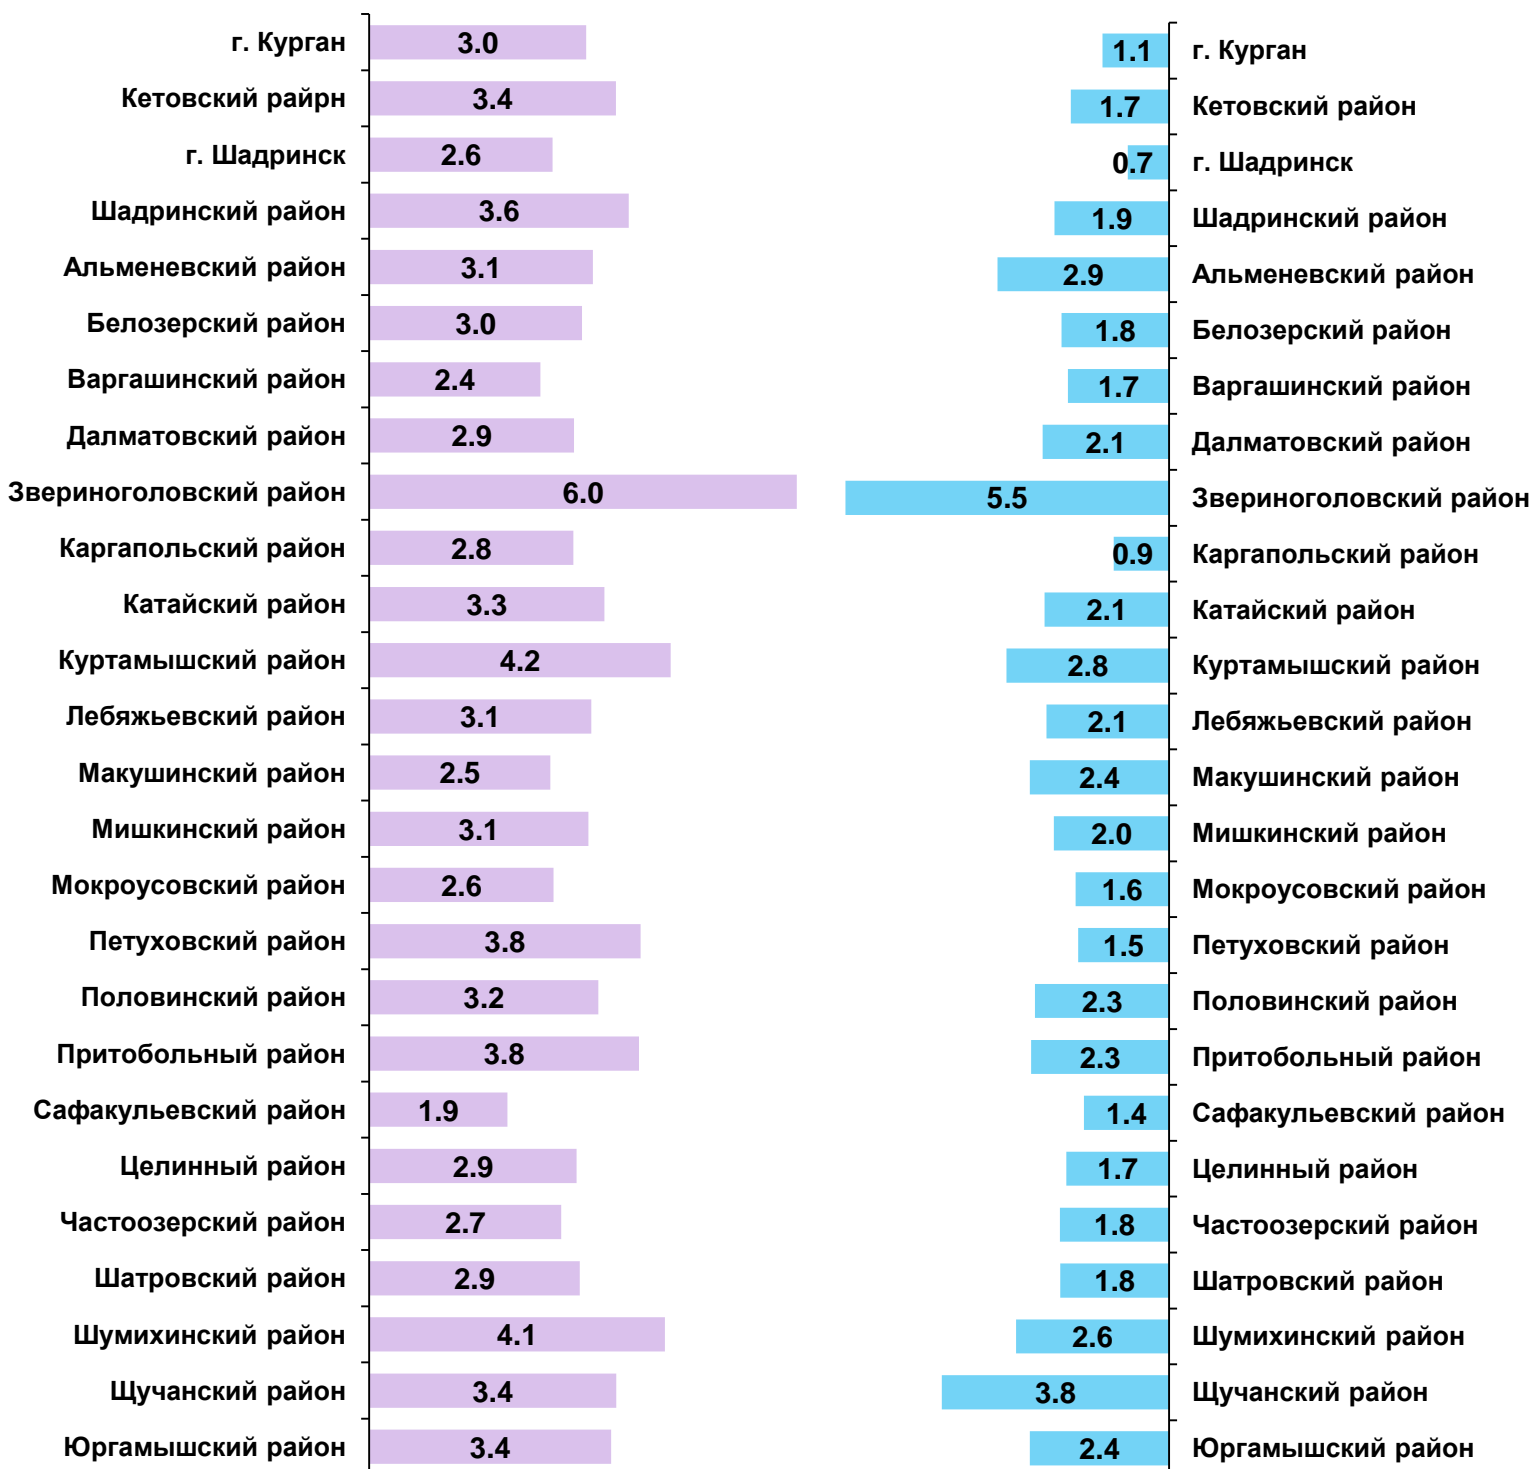 г. Курган 3.0 1.1 г. Курган
Кетовский райрн 3.4 1.7 Кетовский район
г. Шадринск 2.6 0.7 г. Шадринск
Шадринский район 3.6 1.9 Шадринский район
Альменевский район 3.1 2.9 Альменевский район
Белозерский район 3.0 1.8 Белозерский район
Варгашинский район 2.4 1.7 Варгашинский район
Далматовский район 2.9 2.1 Далматовский район
Звериноголовский район 6.0 5.5 Звериноголовский район
Каргапольский район 2.8 0.9 Каргапольский район
Катайский район 3.3 2.1 Катайский район
Куртамышский район 4.2 2.8 Куртамышский район
Лебяжьевский район 3.1 2.1 Лебяжьевский район
Макушинский район 2.5 2.4 Макушинский район
Мишкинский район 3.1 2.0 Мишкинский район
Мокроусовский район 2.6 1.6 Мокроусовский район
Петуховский район 3.8 1.5 Петуховский район
Половинский район 3.2 2.3 Половинский район
Притобольный район 3.8 2.3 Притобольный район
Сафакульевский район 1.9 1.4 Сафакульевский район
Целинный район 2.9 1.7 Целинный район
Частоозерский район 2.7 1.8 Частоозерский район
Шатровский район 2.9 1.8 Шатровский район
Шумихинский район 4.1 2.6 Шумихинский район
Щучанский район 3.4 3.8 Щучанский район
Юргамышский район 3.4 2.4 Юргамышский район